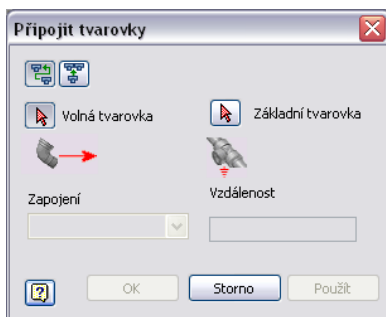 Připojit tvarovky
Volná tvarovka
Základní tvarovka
Zapojení
Vzdálenost
OK
Storno
Použít